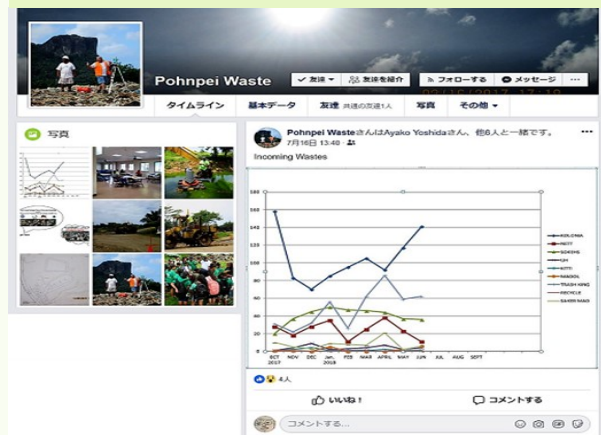 Pohnpei Waste
友達
友達を紹介
フォローする
メッセージ
...
タイムライン
基本データ
友達 共通の友達1人
写真
その他
写真
Pohnpei WasteさんはAyako Yoshidaさん、他6人と一緒です。
7月16日 13:40
Incoming Wastes
180
160
140
120
100
80
60
40
20
0
OCT 2017
NOV
DEC
Jan. 2018
FEB
MAR
APRIL
MAY
JUN
JUL
AUG
SEPT
KOLONIA
NETT
SOKEHS
UH
KITTI
TRASH KING
RECYCLE
4人
いいね！
コメントする
コメントする...